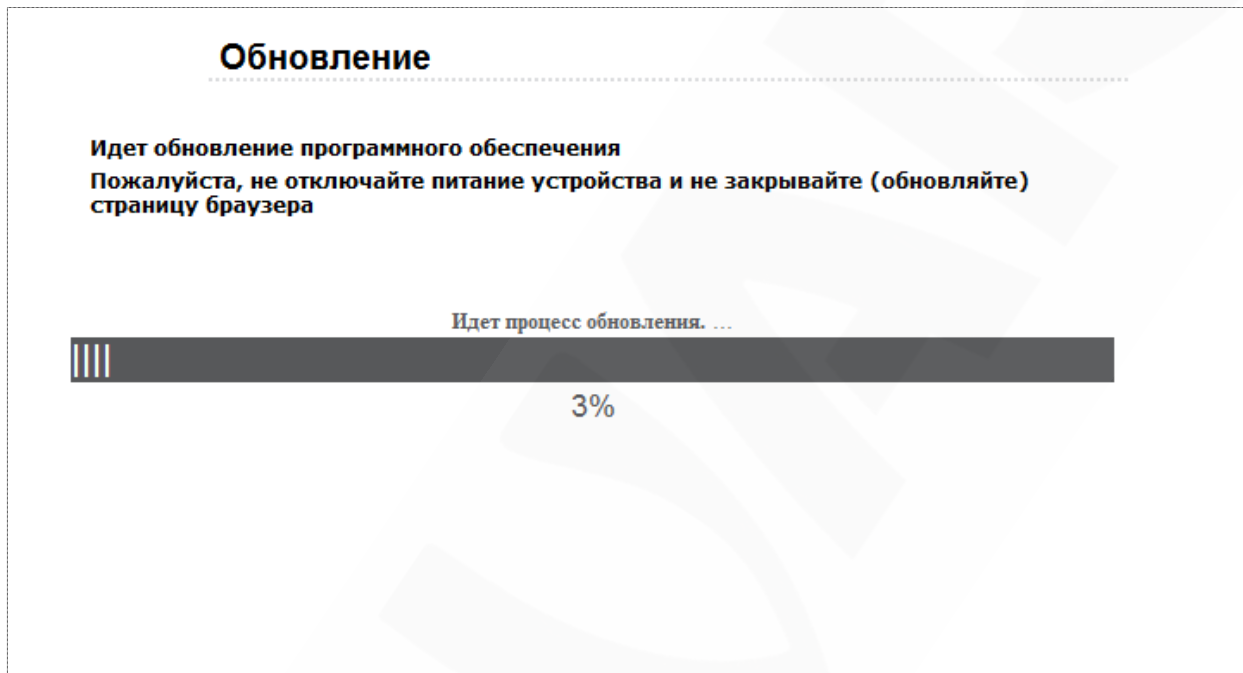 Обновление
Идет обновление программного обеспечения
Пожалуйста, не отключайте питание устройства и не закрывайте (обновляйте)
страницу браузера
Идет процесс обновления. ...
3%